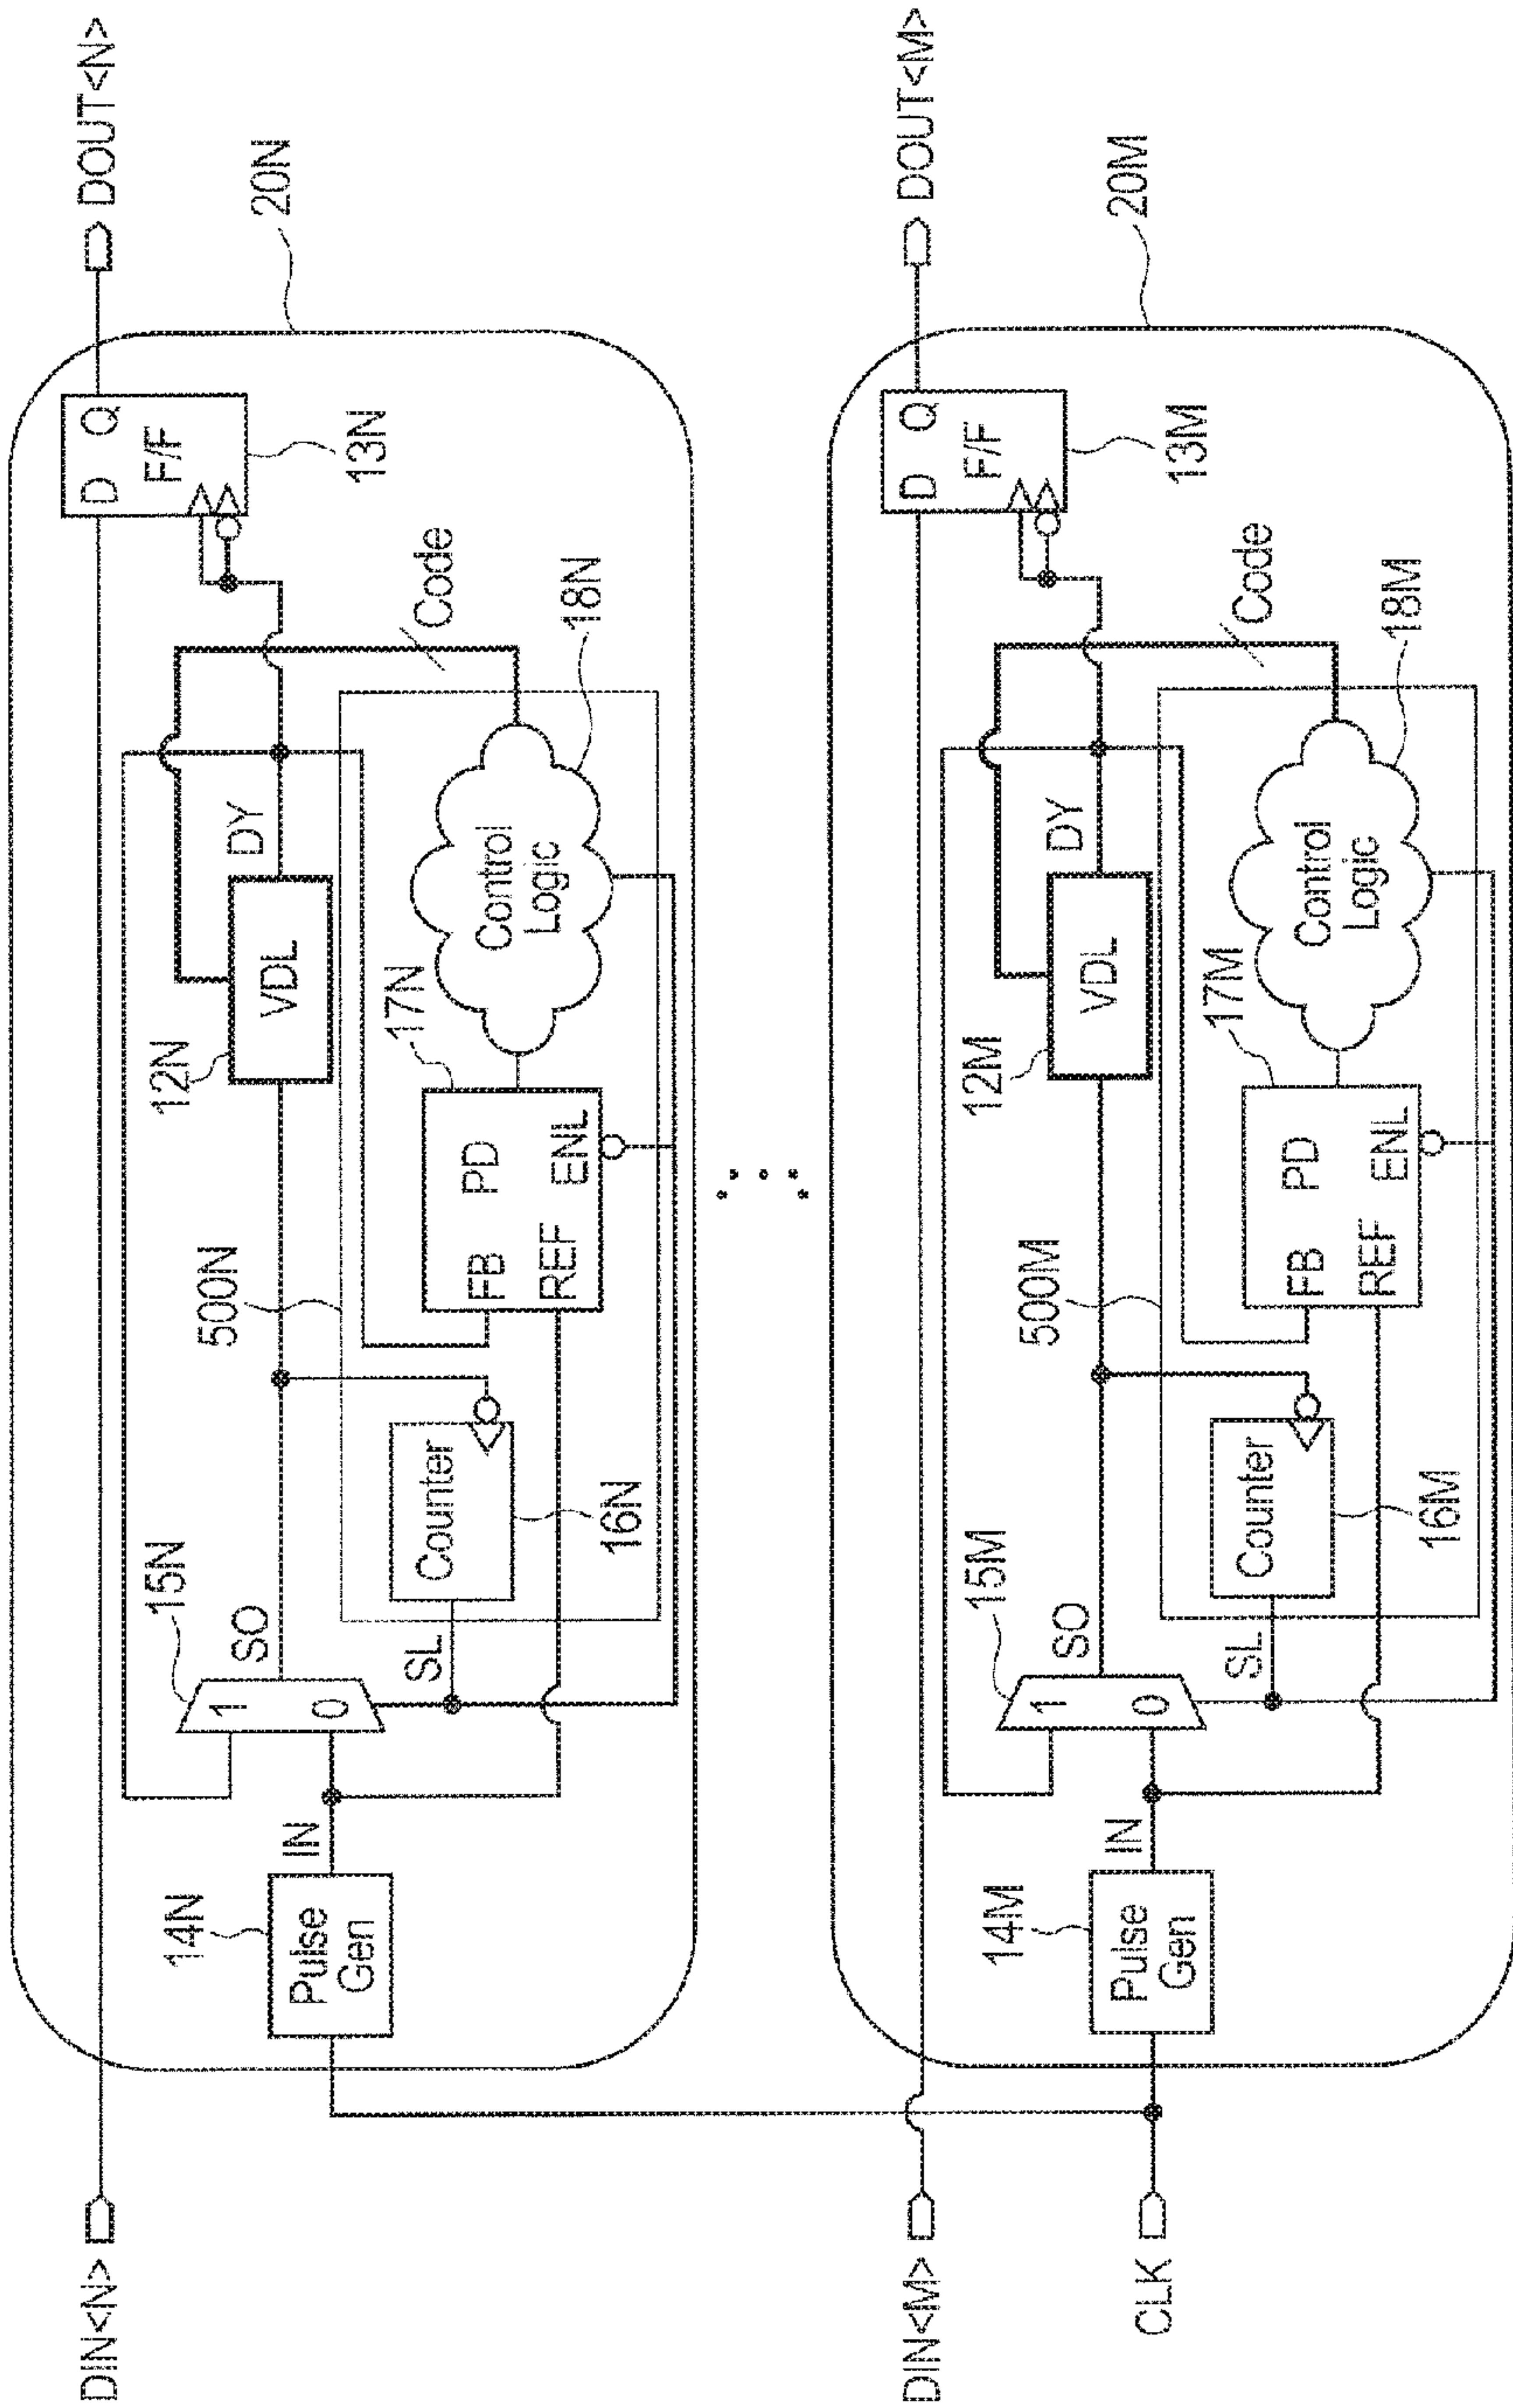 DIN<N>
DOUT<N>
20N
D Q
F/F
13N
Code
18N
12N
VDL
DY
17N
Control
Logic
500N
PD
FB
REF ENL
15N
1
0
SO
SL
Counter
16N
14N
Pulse
Gen
IN
DIN<M>
CLK
DOUT<M>
20M
D Q
F/F
13M
Code
18M
12M
VDL
DY
17M
Control
Logic
500M
PD
FB
REF ENL
15M
1
0
SO
SL
Counter
16M
14M
Pulse
Gen
IN